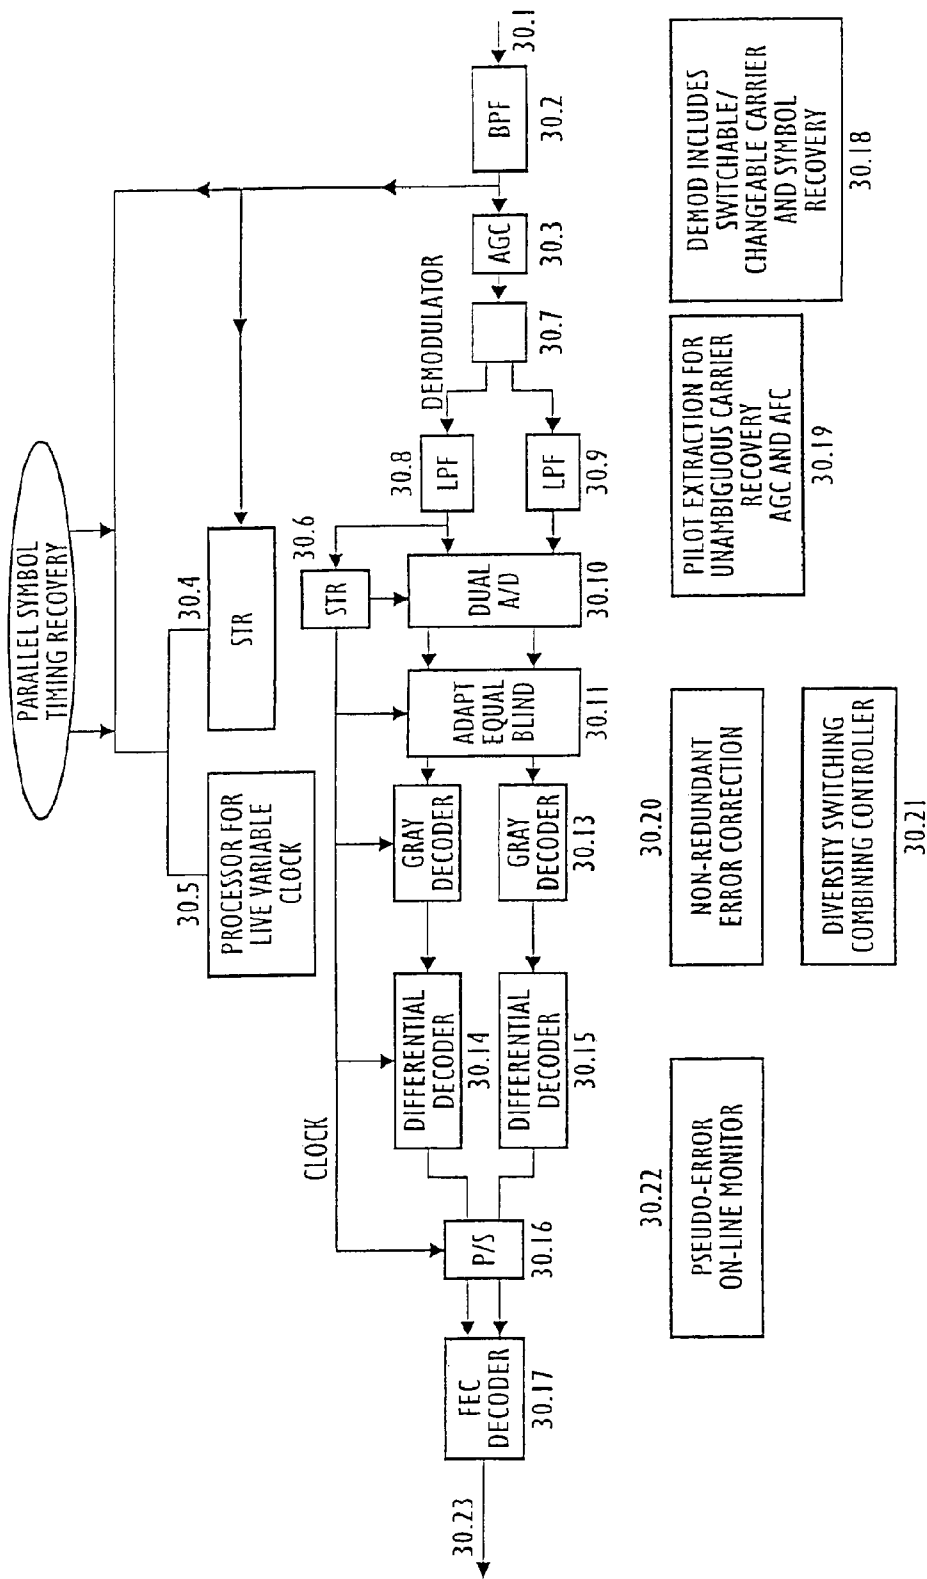 PARALLEL SYMBOL
TIMING RECOVERY
30.5
PROCESSOR FOR
LIVE VARIABLE
CLOCK
30.4
STR
CLOCK
STR
30.6
30.23
FEC
DECODER
30.17
P/S
30.16
DIFFERENTIAL
DECODER
30.14
DIFFERENTIAL
DECODER
30.15
GRAY
DECODER
GRAY
DECODER
30.13
ADAPT
EQUAL
BLIND
30.11
DUAL
A/D
30.10
30.8
LPF
LPF
30.9
DEMODULATOR
30.7
AGC
30.3
BPF
30.2
30.1
30.22
PSEUDO-ERROR
ON-LINE MONITOR
30.20
NON-REDUNDANT
ERROR CORRECTION
DIVERSITY SWITCHING
COMBINING CONTROLLER
30.21
PILOT EXTRACTION FOR
UNAMBIGUOUS CARRIER
RECOVERY
AGC AND AFC
30.19
DEMOD INCLUDES
SWITCHABLE/
CHANGEABLE CARRIER
AND SYMBOL
RECOVERY
30.18